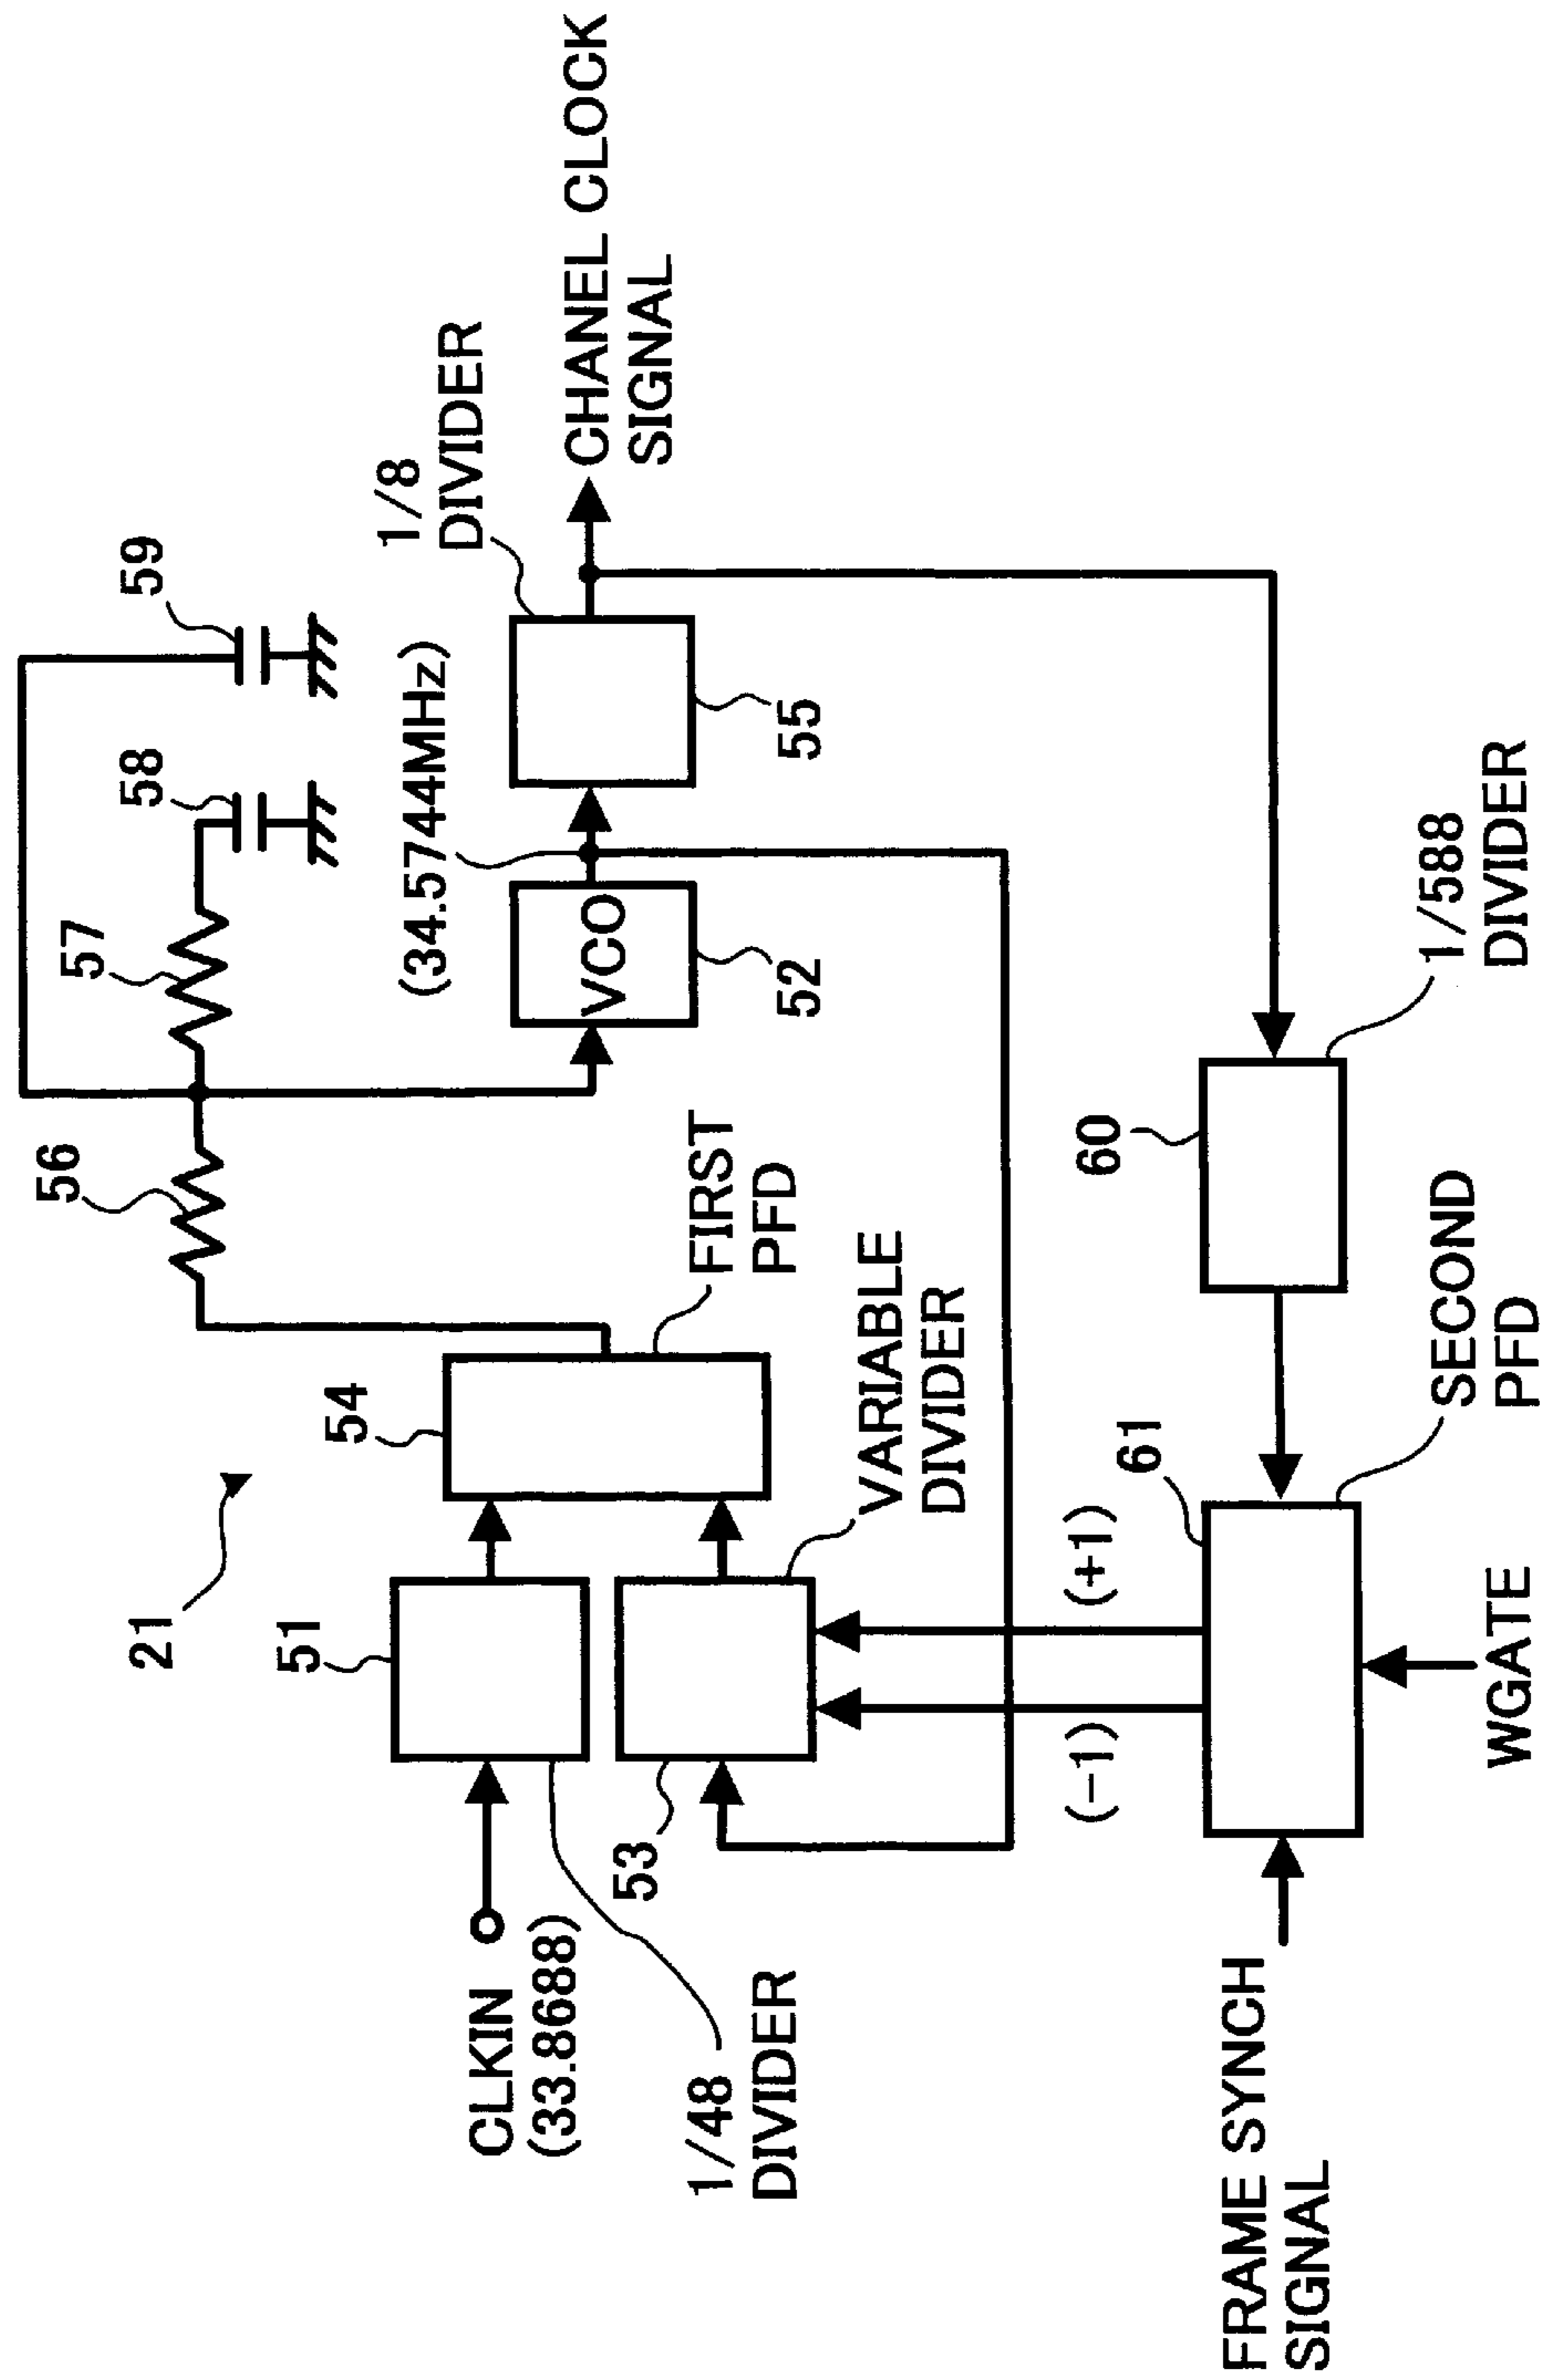 21
56
57
58
59
54
FIRST
PFD
51
CLKIN
(33.8688)
1/48
DIVIDER
53
VARIABLE
DIVIDER
(34.5744MHz)
VCO
52
1/8
DIVIDER
55
CHANEL CLOCK
SIGNAL
(-1)
(+1)
61
60
1/588
DIVIDER
SECOND
PFD
FRAME SYNCH
SIGNAL
WGATE